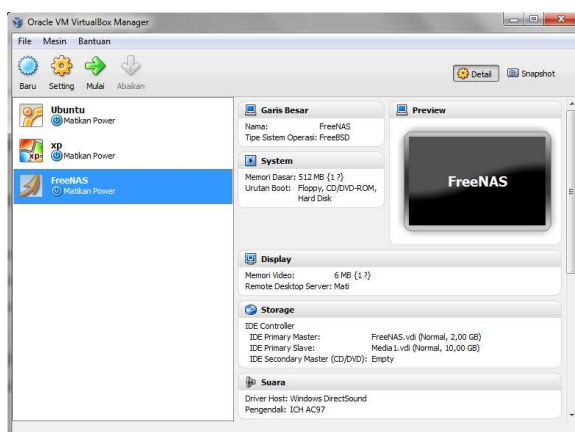 Oracle VM VirtualBox Manager
File Mesin Bantuan
Baru Setting Mulai Abaikan
Detail Snapshot
Ubuntu
Matikan Power
xp
xp
Matikan Power
FreeNAS
Matikan Power
Garis Besar
Nama: FreeNAS
Tipe Sistem Operasi: FreeBSD
System
Memori Dasar: 512 MB {1 ?}
Urutan Boot: Floppy, CD/DVD-ROM,
Hard Disk
Preview
FreeNAS
Display
Memori Video: 6 MB {1 ?}
Remote Desktop Server: Mati
Storage
IDE Controller
IDE Primary Master: FreeNAS.vdi (Normal, 2,00 GB)
IDE Primary Slave: Media1.vdi (Normal, 10,00 GB)
IDE Secondary Master (CD/DVD): Empty
Suara
Driver Host: Windows DirectSound
Pengendali: ICH AC97